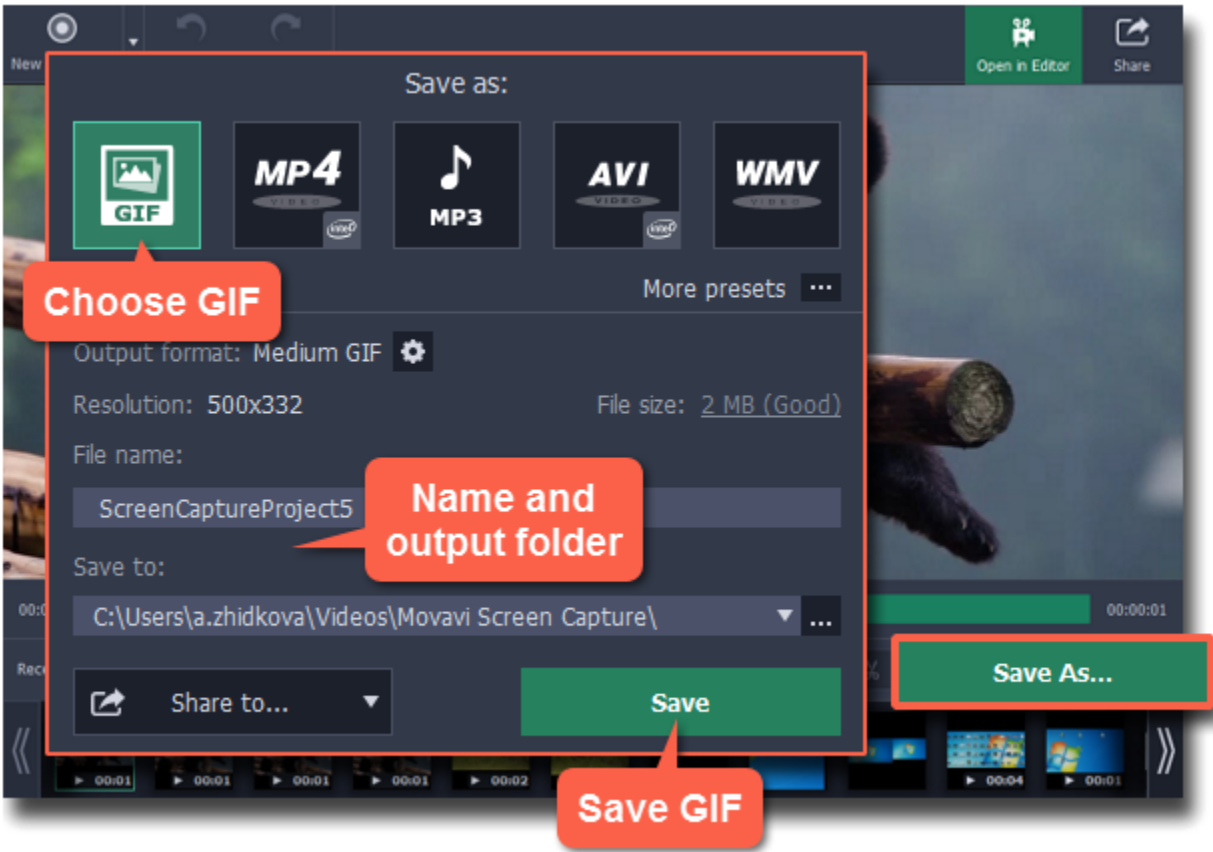 New
Open in Editor
Share
Save as:
GIF
MP4
VIDEO
intel
MP3
AVI
VIDEO
intel
WMV
VIDEO
Choose GIF
More presets ...
Output format: Medium GIF
Resolution: 500x332
File size: 2 MB (Good)
File name:
ScreenCaptureProject5
Name and
output folder
Save to:
C:\Users\a.zhidkova\Videos\Movavi Screen Capture\
...
00:00:01
Save As...
Share to...
Save
00:01
00:01
00:01
00:01
00:02
00:04
00:01
Save GIF